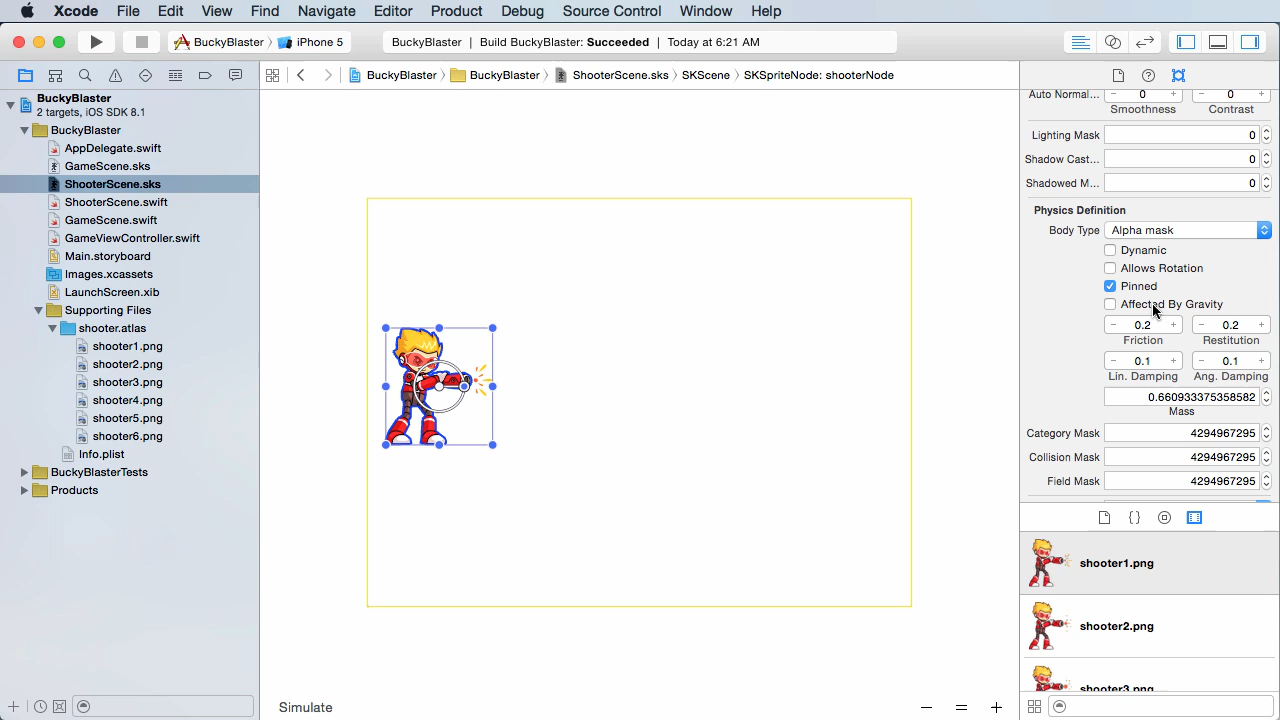 Xcode File Edit View Find Navigate Editor Product Debug Source Control Window Help
BuckyBlaster iPhone 5 BuckyBlaster | Build BuckyBlaster: Succeeded | Today at 6:21 AM
BuckyBlaster BuckyBlaster ShooterScene.sks SKScene SKSpriteNode: shooterNode
BuckyBlaster
2 targets, iOS SDK 8.1
BuckyBlaster
AppDelegate.swift
GameScene.sks
ShooterScene.sks
ShooterScene.swift
GameScene.swift
GameViewController.swift
Main.storyboard
Images.xcassets
LaunchScreen.xib
Supporting Files
shooter.atlas
shooter1.png
shooter2.png
shooter3.png
shooter4.png
shooter5.png
shooter6.png
Info.plist
BuckyBlasterTests
Products
Simulate
Auto Normal... 0 0
Smoothness Contrast
Lighting Mask 0
Shadow Cast... 0
Shadowed M... 0
Physics Definition
Body Type Alpha mask
Dynamic
Allows Rotation
Pinned
Affected By Gravity
0.2 0.2
Friction Restitution
0.1 0.1
Lin. Damping Ang. Damping
0.660933375358582
Mass
Category Mask 4294967295
Collision Mask 4294967295
Field Mask 4294967295
shooter1.png
shooter2.png
shooter3.png